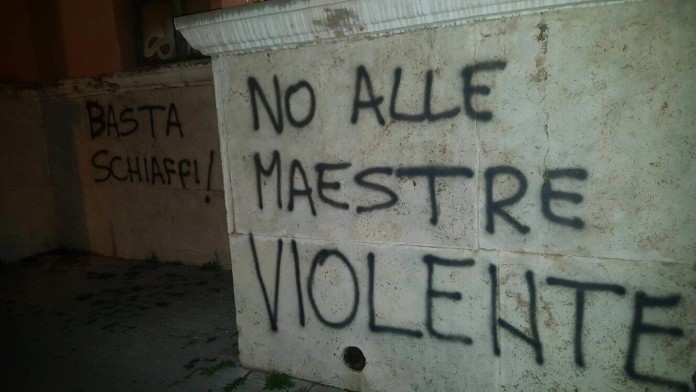 BASTA
SCHIAFFI!
NO ALLE
MAESTRE
VIOLENTE